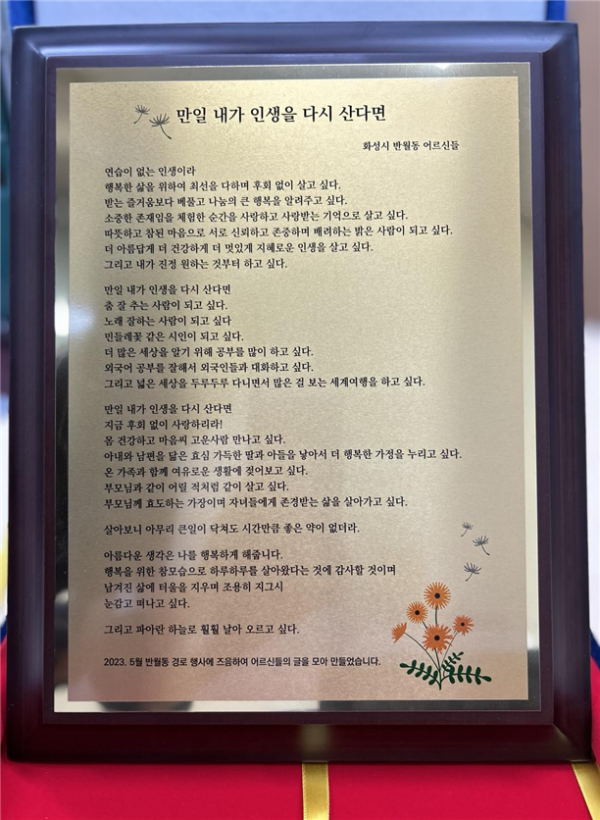 만일 내가 인생을 다시 산다면
화성시 반월동 어르신들
연습이 없는 인생이라
행복한 삶을 위하여 최선을 다하며 후회 없이 살고 싶다.
받는 즐거움보다 베풀고 나눔의 큰 행복을 알려주고 싶다.
소중한 존재임을 체험한 순간을 사랑하고 사랑받는 기억으로 살고 싶다.
따뜻하고 참된 마음으로 서로 신뢰하고 존중하며 배려하는 밝은 사람이 되고 싶다.
더 아름답게 더 건강하게 더 멋있게 지혜로운 인생을 살고 싶다.
그리고 내가 진정 원하는 것부터 하고 싶다.
만일 내가 인생을 다시 산다면
춤 잘 추는 사람이 되고 싶다.
노래 잘하는 사람이 되고 싶다
민들레꽃 같은 시인이 되고 싶다.
더 많은 세상을 알기 위해 공부를 많이 하고 싶다.
외국어 공부를 잘해서 외국인들과 대화하고 싶다.
그리고 넓은 세상을 두루두루 다니면서 많은 걸 보는 세계여행을 하고 싶다.
만일 내가 인생을 다시 산다면
지금 후회 없이 사랑하리라!
몸 건강하고 마음씨 고운사람 만나고 싶다.
아내와 남편을 닮은 효심 가득한 딸과 아들을 낳아서 더 행복한 가정을 누리고 싶다.
온 가족과 함께 여유로운 생활에 젖어보고 싶다.
부모님과 같이 어릴 적처럼 같이 살고 싶다.
부모님께 효도하는 가장이며 자녀들에게 존경받는 삶을 살아가고 싶다.
살아보니 아무리 큰일이 닥쳐도 시간만큼 좋은 약이 없더라.
아름다운 생각은 나를 행복하게 해줍니다.
행복을 위한 참모습으로 하루하루를 살아왔다는 것에 감사할 것이며
남겨진 삶에 터울을 지우며 조용히 지그시
눈감고 떠나고 싶다.
그리고 파아란 하늘로 훨훨 날아 오르고 싶다.
2023. 5월 반월동 경로 행사에 즈음하여 어르신들의 글을 모아 만들었습니다.